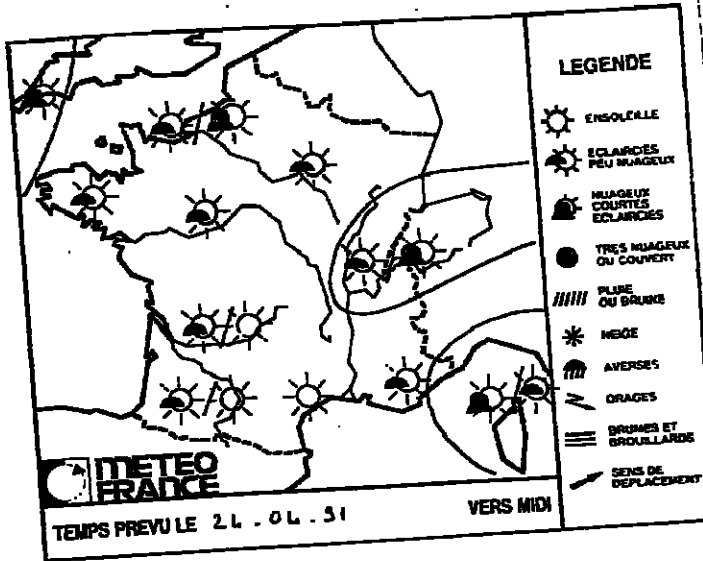 LEGENDE
ENSOLEILLE
ECLAIRCIES
PEU NUAGEUX
NUAGEUX
COURTES
ECLAIRCIES
TRES NUAGEUX
OU COUVERT
PLUIE
OU BRUINE
NEIGE
AVERSES
ORAGES
BRUMES ET
BROUILLARDS
SENS DE
DEPLACEMENT
METEO
FRANCE
TEMPS PREVU LE 24.04.91
VERS MIDI